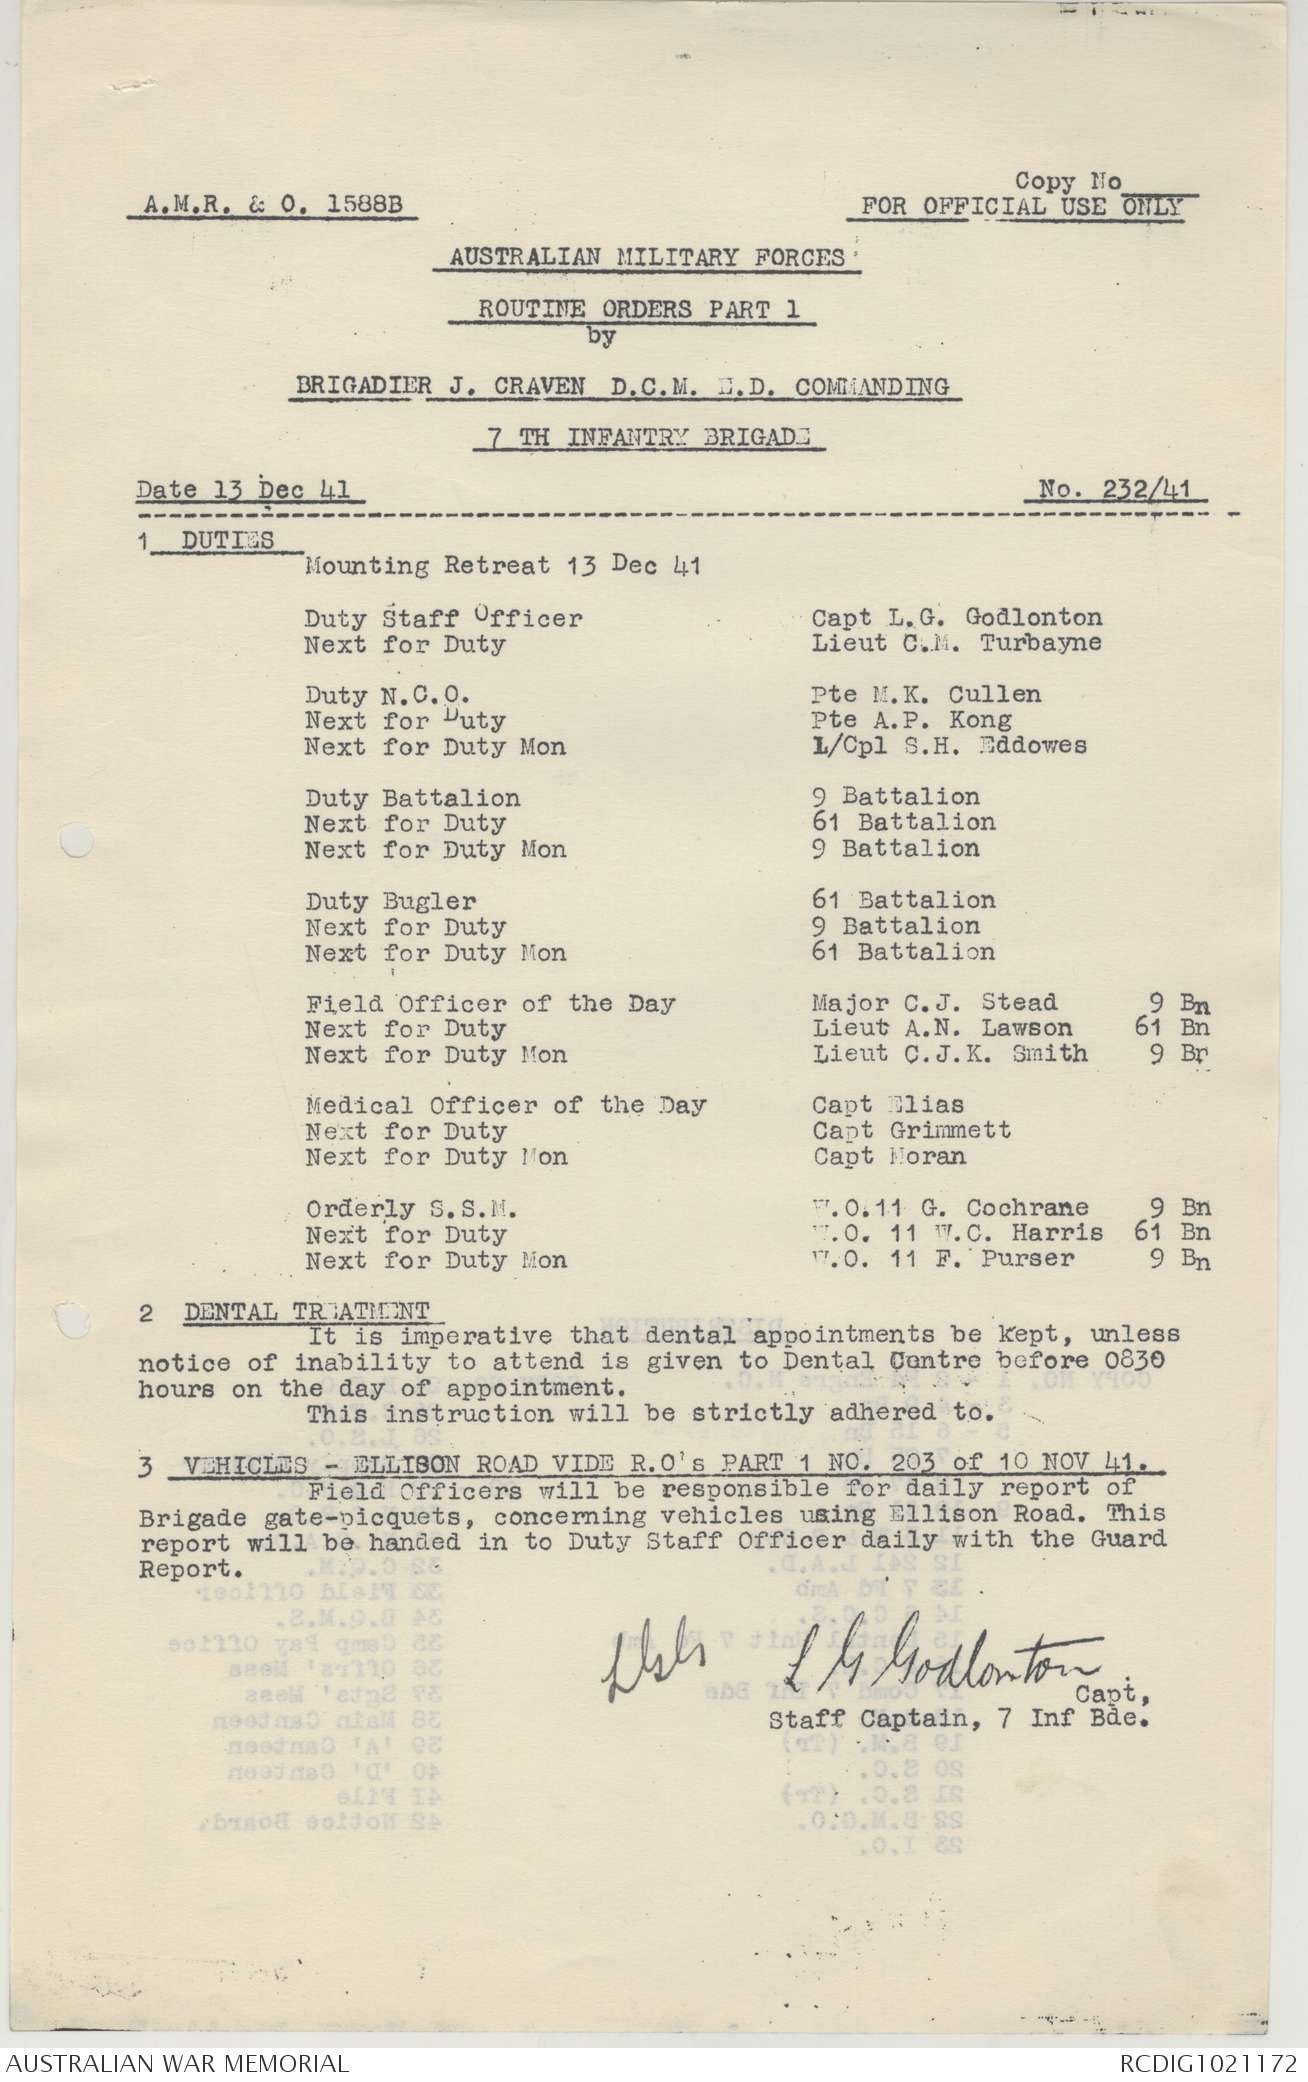 Copy No
A.M.R. & O. 1588B
FOR OFFICIAL USE ONLY
AUSTRALIAN MILITARY FORCES
ROUTINE ORDERS PART 1
by
BRIGADIER J. CRAVEN D.C.M. E.D. COMMANDING
7 TH INFANTRY BRIGADE
Date 13 Dec 41 No. 232/41
1 DUTIES
Mounting Retreat 13 Dec 41
Duty Staff Officer Capt L.G. Godlonton
Next for Duty Lieut C.M. Turbayne
Duty N.C.O. Pte M.K. Cullen
Next for Duty Pte A.P. Kong
Next for Duty Mon L/Cpl S.H. Eddowes
Duty Battalion 9 Battalion
Next for Duty 61 Battalion
Next for Duty Mon 9 Battalion
Duty Bugler 61 Battalion
Next for Duty 9 Battalion
Next for Duty Mon 61 Battalion
Field Officer of the Day Major C.J. Stead 9 Bn
Next for Duty Lieut A.N. Lawson 61 Bn
Next for Duty Mon Lieut C.J.K. Smith 9 Br
Medical Officer of the Day Capt Elias
Next for Duty Capt Grimmett
Next for Duty Mon Capt Moran
Orderly S.S.M. W.O.11 G. Cochrane 9 Bn
Next for Duty W.O. 11 W.C. Harris 61 Bn
Next for Duty Mon W.O. 11 F. Purser 9 Bn
2 DENTAL TREATMENT
It is imperative that dental appointments be kept, unless
notice of inability to attend is given to Dental Centre before 0830
hours on the day of appointment.
This instruction will be strictly adhered to.
3 VEHICLES - ELLISON ROAD VIDE R.O's PART 1 NO. 203 of 10 NOV 41.
Field Officers will be responsible for daily report of
Brigade gate-picquets, concerning vehicles using Ellison Road. This
report will be handed in to Duty Staff Officer daily with the Guard
Report.
L G Godlonton
Capt,
Staff Captain, 7 Inf Bde.
AUSTRALIAN WAR MEMORIAL
RCDIG1021172